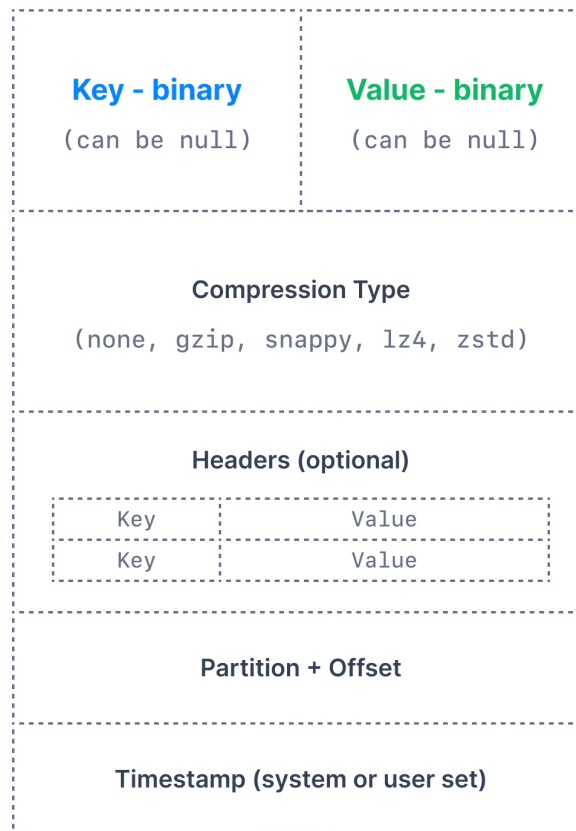 Key - binary
Value - binary
(can be null)
(can be null)
Compression Type
(none, gzip, snappy, lz4, zstd)
Headers (optional)
Key
Value
Key
Value
Partition + Offset
Timestamp (system or user set)